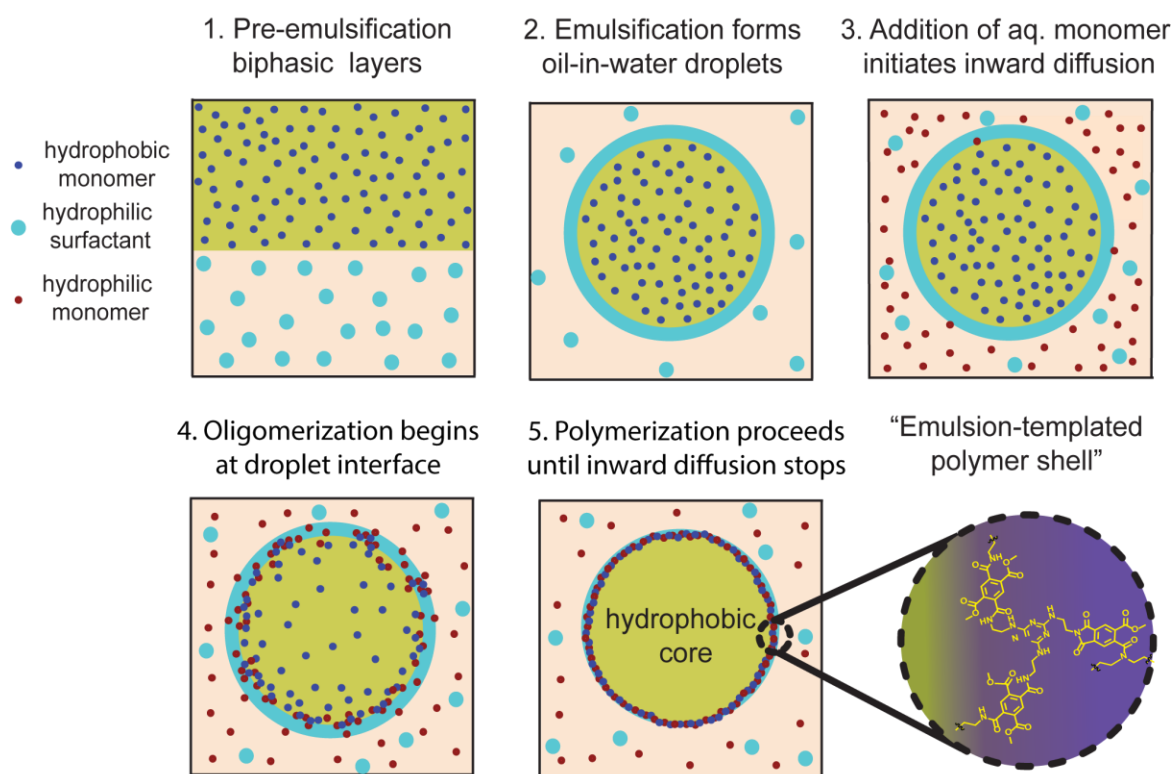 1. Pre-emulsification
biphasic layers
2. Emulsification forms
oil-in-water droplets
3. Addition of aq. monomer
initiates inward diffusion
hydrophobic
monomer
hydrophilic
surfactant
hydrophilic
monomer
4. Oligomerization begins
at droplet interface
5. Polymerization proceeds
until inward diffusion stops
“Emulsion-templated
polymer shell”
hydrophobic
core